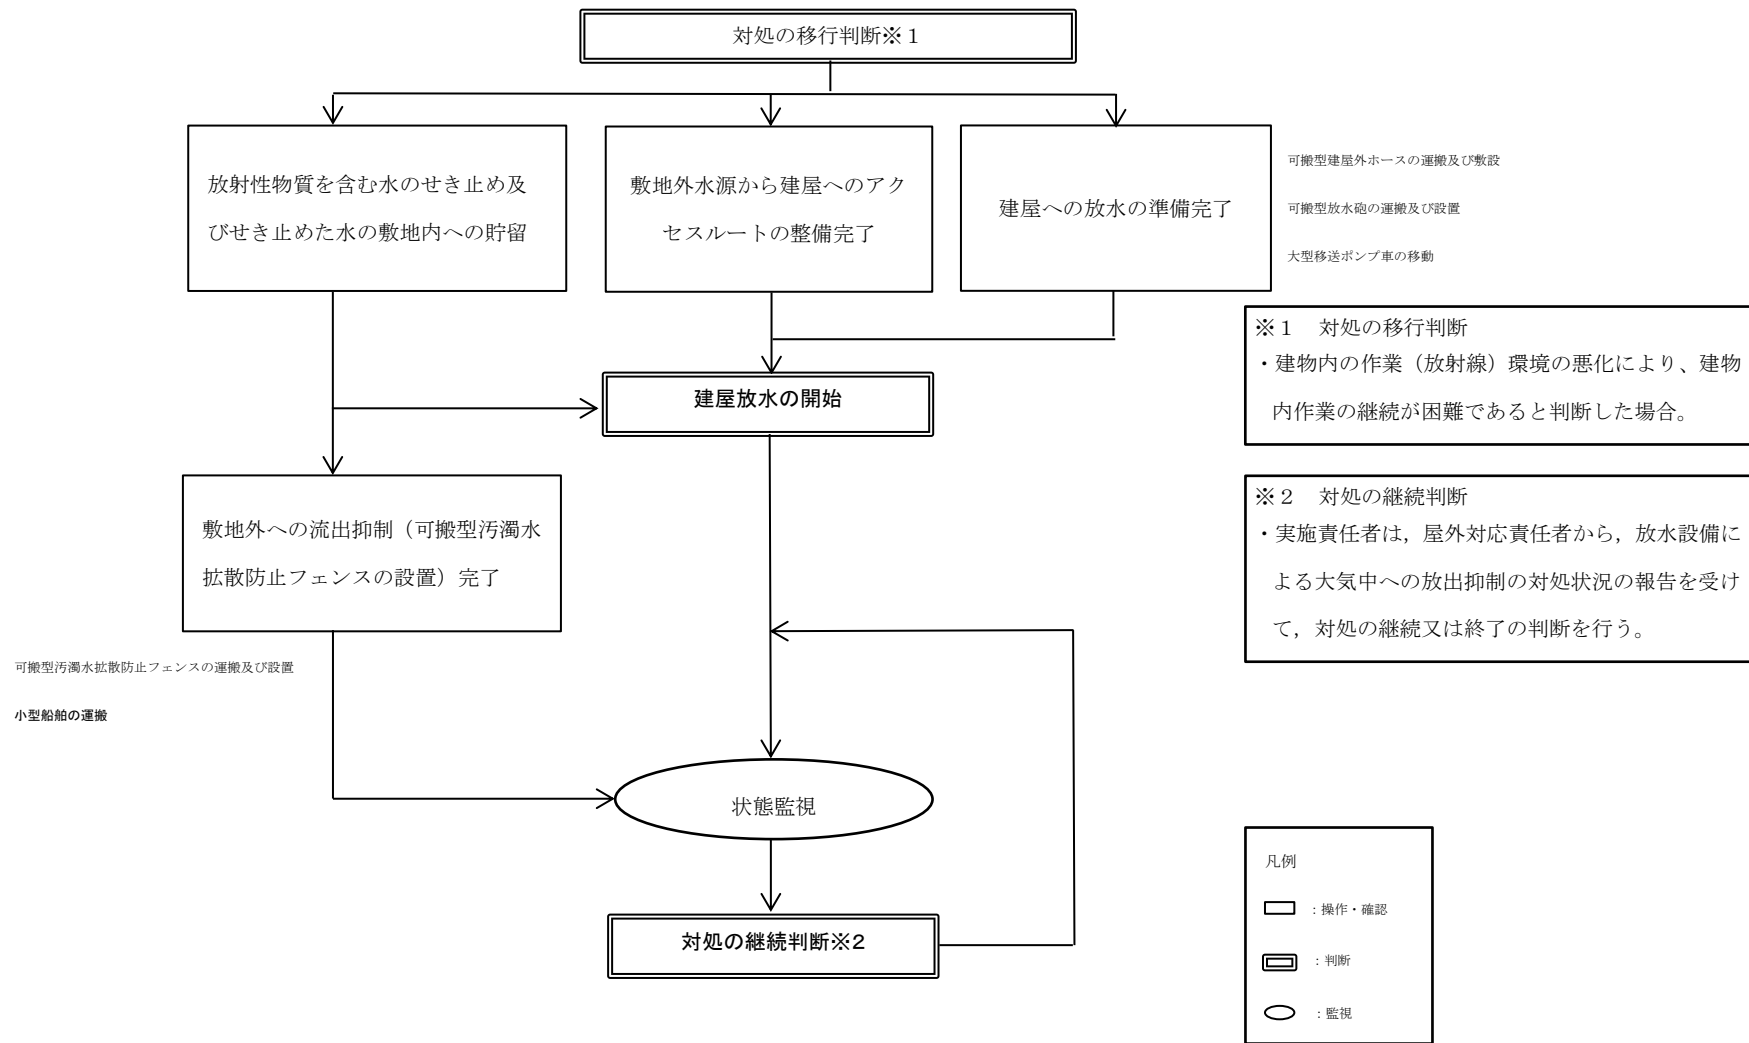 対処の移行判断※１
放射性物質を含む水のせき止め及
びせき止めた水の敷地内への貯留
敷地外水源から建屋へのアク
セスルートの整備完了
建屋への放水の準備完了
可搬型建屋外ホースの運搬及び敷設
可搬型放水砲の運搬及び設置
大型移送ポンプ車の移動
※１　対処の移行判断
・建物内の作業（放射線）環境の悪化により、建物
内作業の継続が困難であると判断した場合。
建屋放水の開始
※２　対処の継続判断
・実施責任者は，屋外対応責任者から，放水設備に
よる大気中への放出抑制の対処状況の報告を受け
て，対処の継続又は終了の判断を行う。
敷地外への流出抑制（可搬型汚濁水
拡散防止フェンスの設置）完了
可搬型汚濁水拡散防止フェンスの運搬及び設置
小型船舶の運搬
状態監視
対処の継続判断※2
凡例
：操作・確認
：判断
：監視